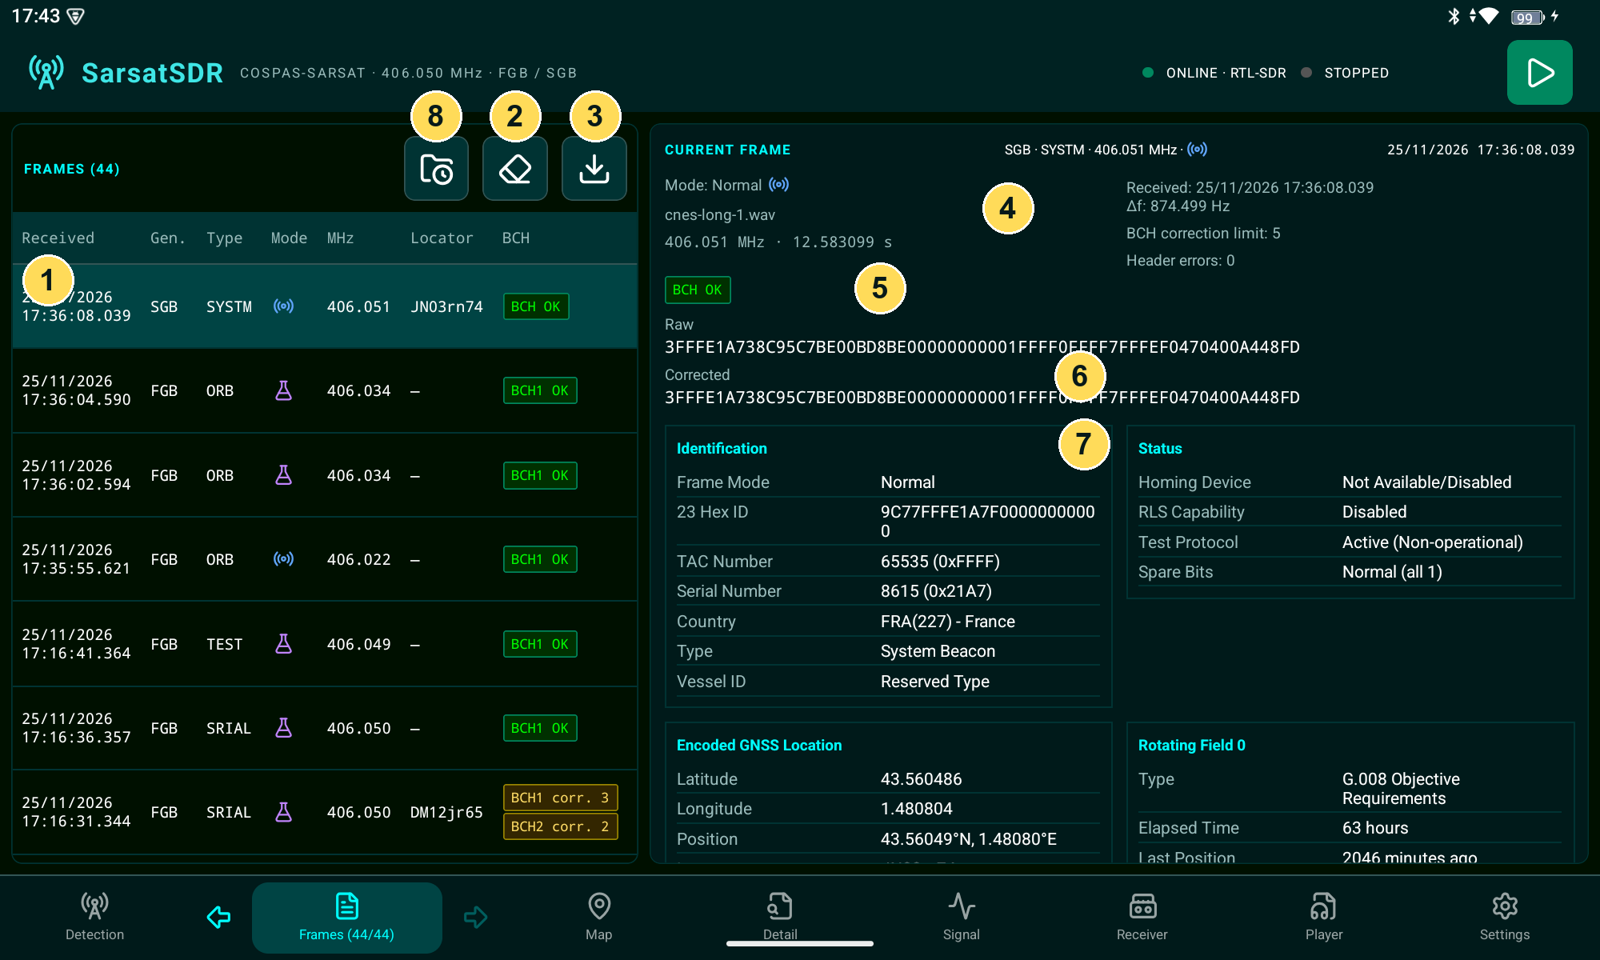 17:43
99
SarsatSDR COSPAS-SARSAT · 406.050 MHz · FGB / SGB
ONLINE · RTL-SDR STOPPED
8 2 3
FRAMES (44)
Received Gen. Type Mode MHz Locator BCH
1
/2026
17:36:08.039 SGB SYSTM 406.051 JN03rn74 BCH OK
25/11/2026
17:36:04.590 FGB ORB 406.034 – BCH1 OK
25/11/2026
17:36:02.594 FGB ORB 406.034 – BCH1 OK
25/11/2026
17:35:55.621 FGB ORB 406.022 – BCH1 OK
25/11/2026
17:16:41.364 FGB TEST 406.049 – BCH1 OK
25/11/2026
17:16:36.357 FGB SRIAL 406.050 – BCH1 OK
25/11/2026
17:16:31.344 FGB SRIAL 406.050 DM12jr65 BCH1 corr. 3
BCH2 corr. 2
CURRENT FRAME SGB · SYSTM · 406.051 MHz · 25/11/2026 17:36:08.039
Mode: Normal
cnes-long-1.wav
406.051 MHz · 12.583099 s
4
Received: 25/11/2026 17:36:08.039
Δf: 874.499 Hz
BCH correction limit: 5
Header errors: 0
BCH OK
5
Raw
3FFFE1A738C95C7BE00BD8BE00000000001FFFF0FFFF7FFFEF0470400A448FD
Corrected
6
3FFFE1A738C95C7BE00BD8BE00000000001FFFF0 F7FFFEF0470400A448FD
7
Identification
Frame Mode Normal
23 Hex ID 9C77FFFE1A7F0000000000
0
TAC Number 65535 (0xFFFF)
Serial Number 8615 (0x21A7)
Country FRA(227) - France
Type System Beacon
Vessel ID Reserved Type
Status
Homing Device Not Available/Disabled
RLS Capability Disabled
Test Protocol Active (Non-operational)
Spare Bits Normal (all 1)
Encoded GNSS Location
Latitude 43.560486
Longitude 1.480804
Position 43.56049°N, 1.48080°E
Rotating Field 0
Type G.008 Objective
Requirements
Elapsed Time 63 hours
Last Position 2046 minutes ago
Detection
Frames (44/44)
Map
Detail
Signal
Receiver
Player
Settings